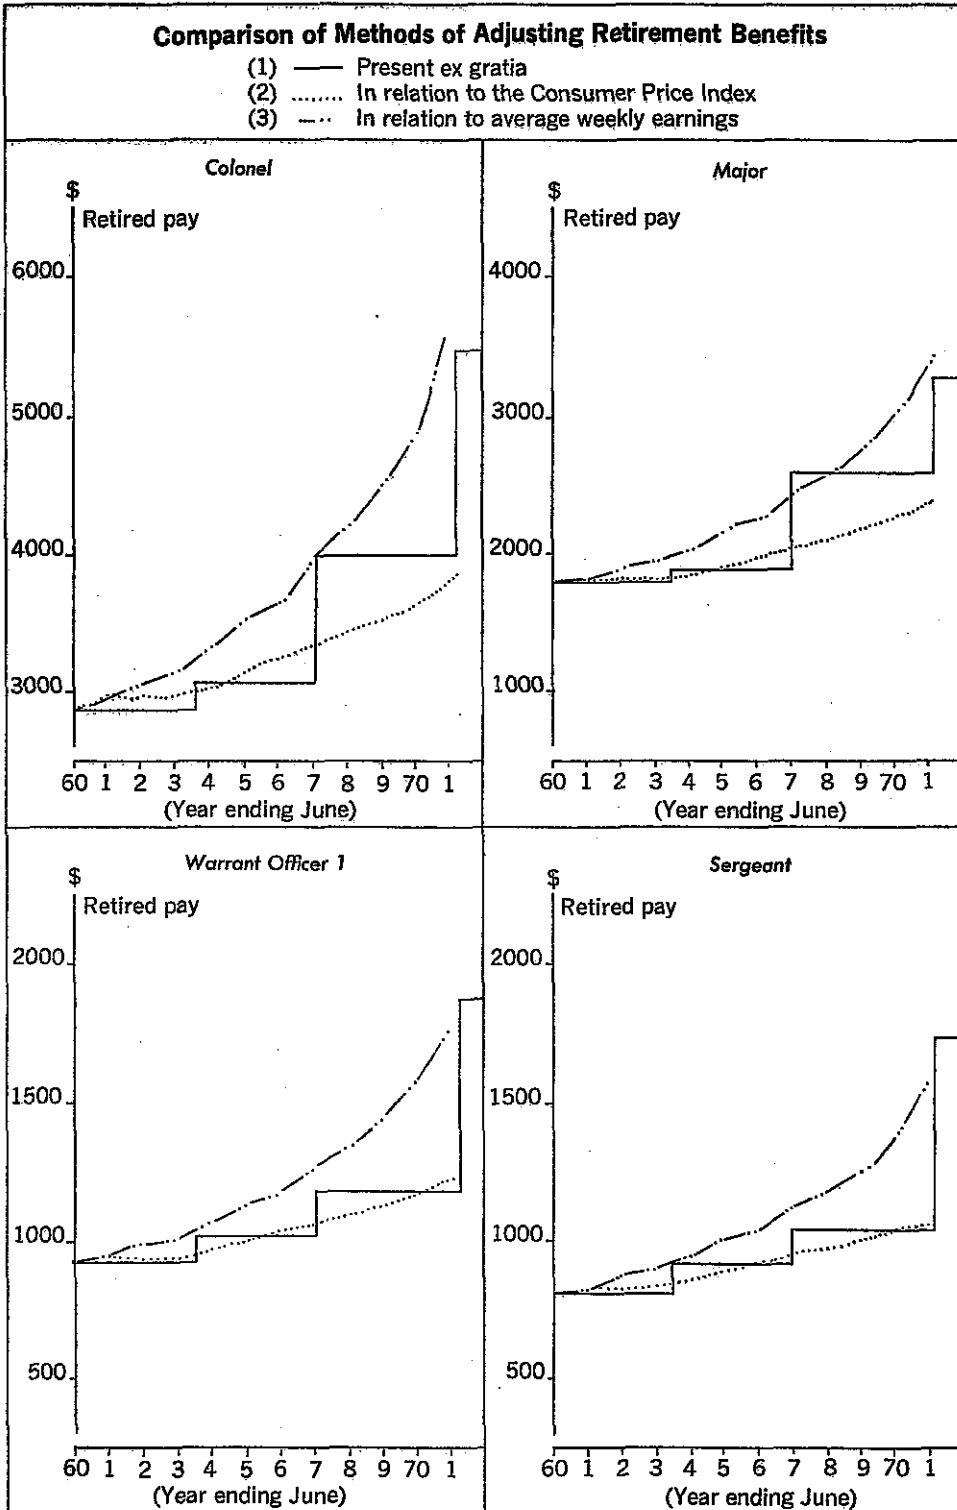 Comparison of Methods of Adjusting Retirement Benefits
(1) Present ex gratia
(2) In relation to the Consumer Price Index
(3) In relation to average weekly earnings
Colonel
$
Retired pay
6000
5000
4000
3000
60 1 2 3 4 5 6 7 8 9 70 1
(Year ending June)
Major
$
Retired pay
4000
3000
2000
1000
60 1 2 3 4 5 6 7 8 9 70 1
(Year ending June)
Warrant Officer 1
$
Retired pay
2000
1500
1000
500
60 1 2 3 4 5 6 7 8 9 70 1
(Year ending June)
Sergeant
$
Retired pay
2000
1500
1000
500
60 1 2 3 4 5 6 7 8 9 70 1
(Year ending June)